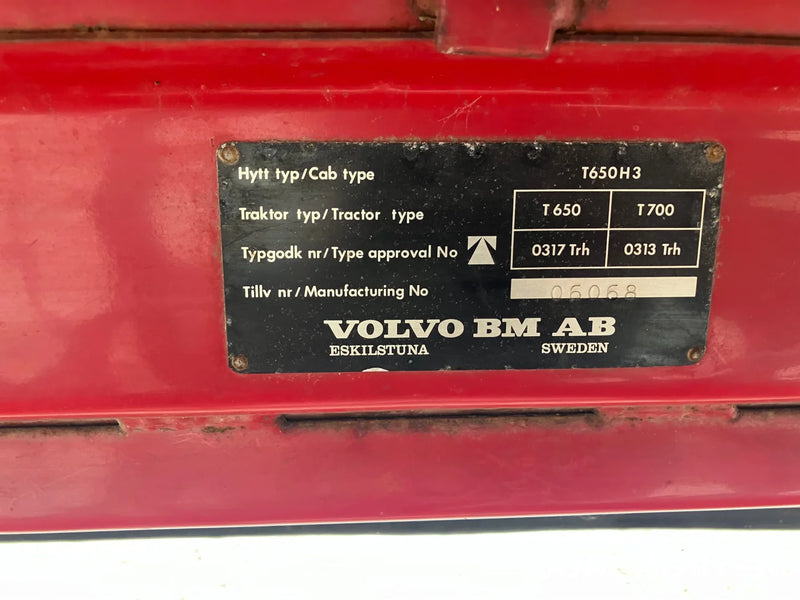 Hytt typ/Cab type T650H3
Traktor typ/Tractor type T 650 T 700
Typgodk nr/Type approval No 0317 Trh 0313 Trh
Tillv nr/Manufacturing No 06068
VOLVO BM AB
ESKILSTUNA SWEDEN